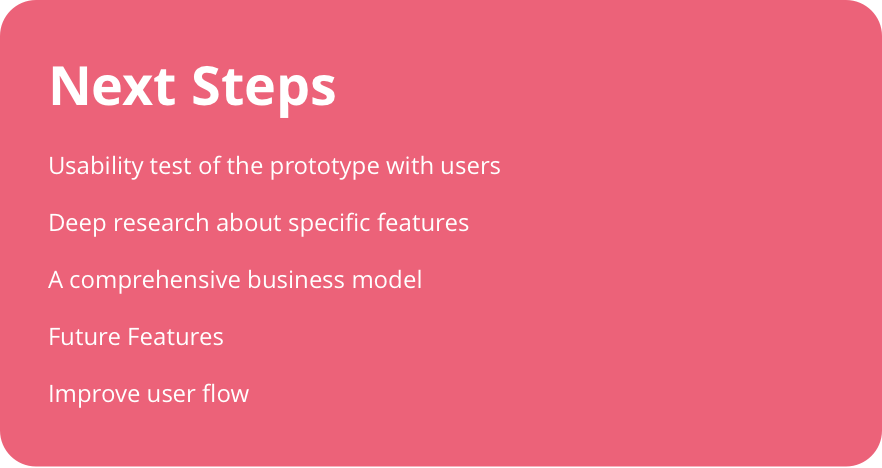 Next Steps
Usability test of the prototype with users
Deep research about specific features
A comprehensive business model
Future Features
Improve user flow